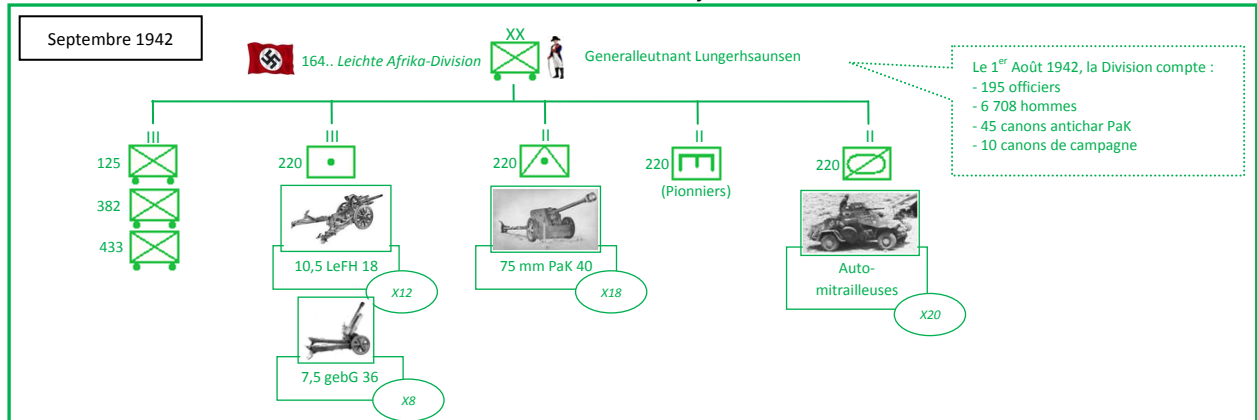 Septembre 1942
XX
164.. Leichte Afrika-Division
Generalleutnant Lungerhsaunsen
Le 1er Août 1942, la Division compte :
- 195 officiers
- 6 708 hommes
- 45 canons antichar PaK
- 10 canons de campagne
III
III
II
II
II
125
220
220
220
220
(Pionniers)
382
433
10,5 LeFH 18
X12
75 mm PaK 40
X18
Auto-
mitrailleuses
X20
7,5 gebG 36
X8